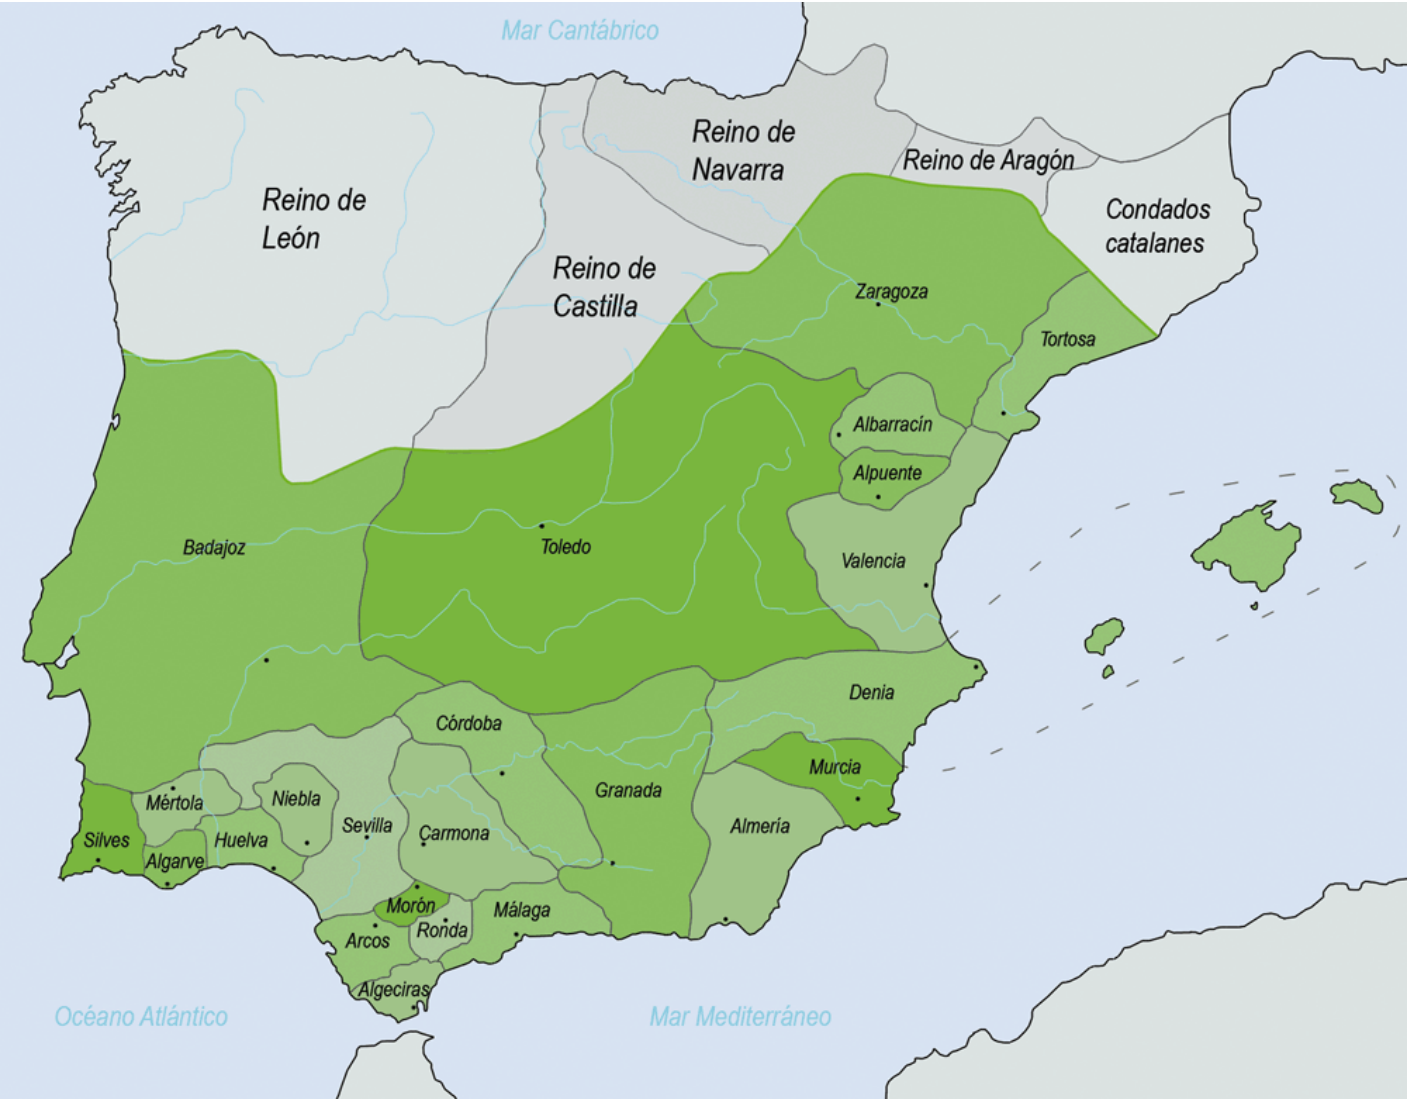 Mar Cantábrico
Reino de
León
Reino de
Castilla
Reino de
Navarra
Reino de Aragón
Condados
catalanes
Zaragoza
Tortosa
Albarracín
Alpuente
Badajoz
Toledo
Valencia
Denia
Córdoba
Murcia
Granada
Almería
Mértola
Niebla
Sevilla
Carmona
Silves
Algarve
Huelva
Morón
Málaga
Arcos
Ronda
Algeciras
Océano Atlántico
Mar Mediterráneo